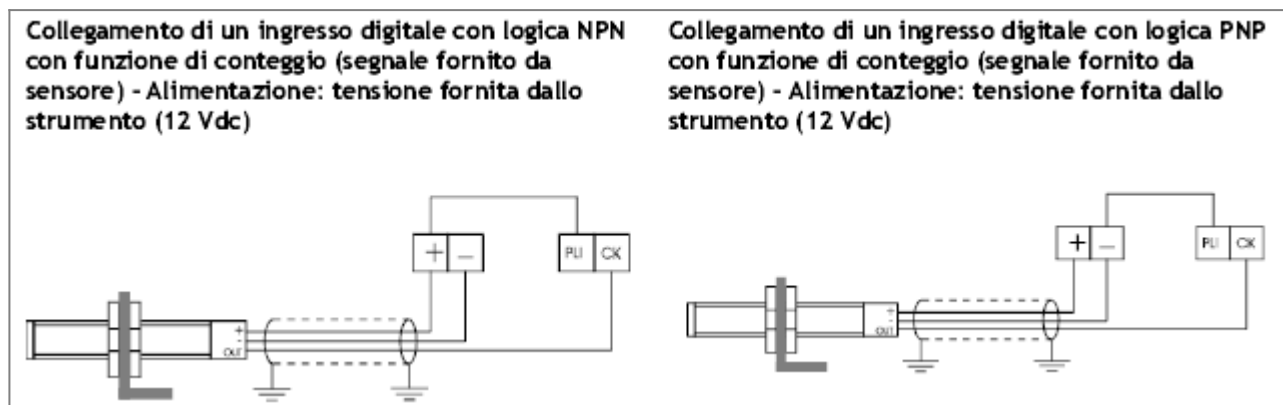 Collegamento di un ingresso digitale con logica NPN
con funzione di conteggio (segnale fornito da
sensore) - Alimentazione: tensione fornita dallo
strumento (12 Vdc)
Collegamento di un ingresso digitale con logica PNP
con funzione di conteggio (segnale fornito da
sensore) - Alimentazione: tensione fornita dallo
strumento (12 Vdc)
+ - PLI CK
+
-
OUT
+ - PLI CK
+
-
OUT